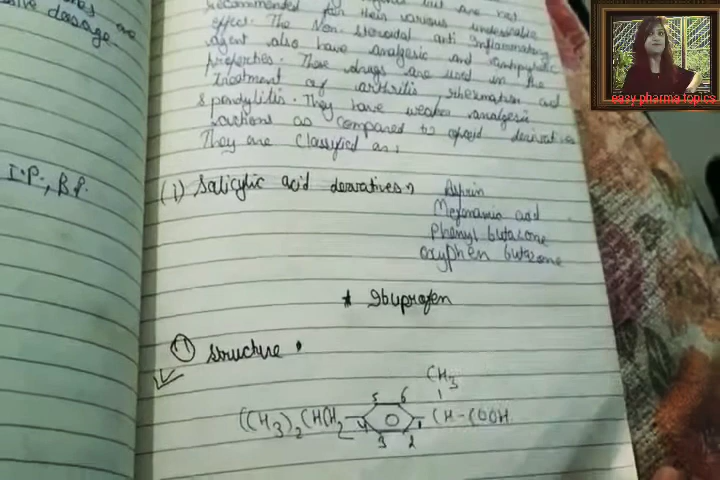 sive dosage.
I.P., B.P.
recommended for their various undesirable
effect. The Non-steroidal anti Inflammatory
agent also have analgesic and antipyretic
properties. These drugs are used in the
treatment of arthritis, rheumatism and
spondylitis. They have weaker analgesic
actions as compared to opioid derivatives
They are Classified as:
(i) Salicylic acid derivatives → Aspirin
Mefenamic acid
Phenyl butazone
Oxyphen butazone
* Ibuprofen
① Structure
CH3
5 6
(CH3)2CHCH2 4 1 CH-COOH
3 2
easy pharma topics